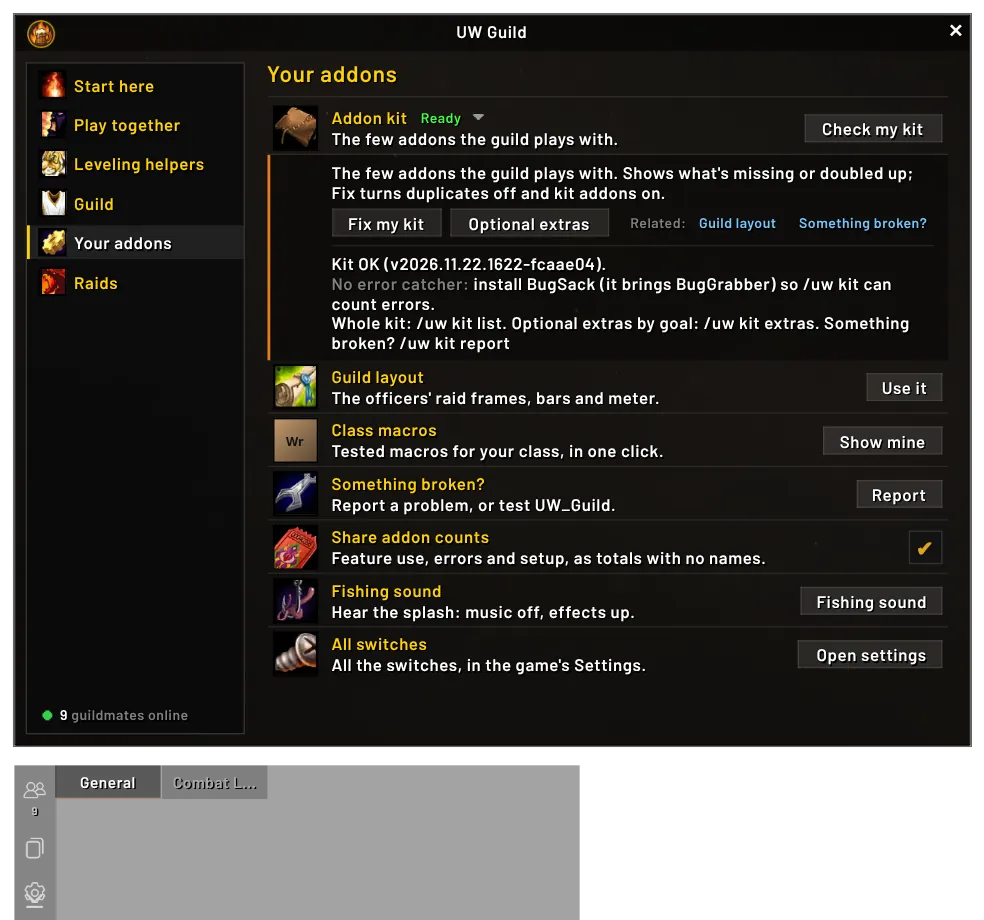 UW Guild
Start here
Play together
Leveling helpers
Guild
Your addons
Raids
9 guildmates online
Your addons
Addon kit Ready
The few addons the guild plays with.
Check my kit
The few addons the guild plays with. Shows what's missing or doubled up;
Fix turns duplicates off and kit addons on.
Fix my kit
Optional extras
Related: Guild layout Something broken?
Kit OK (v2026.11.22.1622-fcaae04).
No error catcher: install BugSack (it brings BugGrabber) so /uw kit can
count errors.
Whole kit: /uw kit list. Optional extras by goal: /uw kit extras. Something
broken? /uw kit report
Guild layout
The officers' raid frames, bars and meter.
Use it
Wr
Class macros
Tested macros for your class, in one click.
Show mine
Something broken?
Report a problem, or test UW_Guild.
Report
Share addon counts
Feature use, errors and setup, as totals with no names.
Fishing sound
Hear the splash: music off, effects up.
Fishing sound
All switches
All the switches, in the game's Settings.
Open settings
General
Combat L...
9